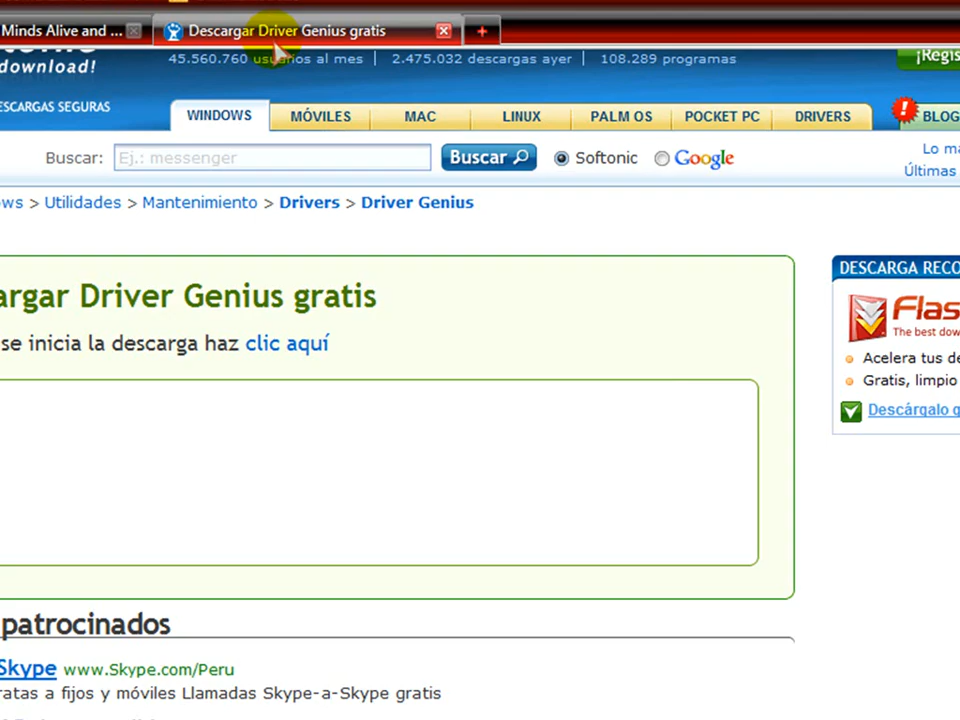 Minds Alive and ...
Descargar Driver Genius gratis
download!
45.560.760 usuarios al mes | 2.475.032 descargas ayer | 108.289 programas
¡Regis
ESCARGAS SEGURAS
WINDOWS
MÓVILES
MAC
LINUX
PALM OS
POCKET PC
DRIVERS
BLOG
Buscar:
Ej.: messenger
Buscar
Softonic
Google
Lo má
Últimas
ws > Utilidades > Mantenimiento > Drivers > Driver Genius
argar Driver Genius gratis
se inicia la descarga haz clic aquí
DESCARGA RECO
Flas
The best dow
Acelera tus de
Gratis, limpio
Descárgalo g
patrocinados
Skype www.Skype.com/Peru
ratas a fijos y móviles Llamadas Skype-a-Skype gratis